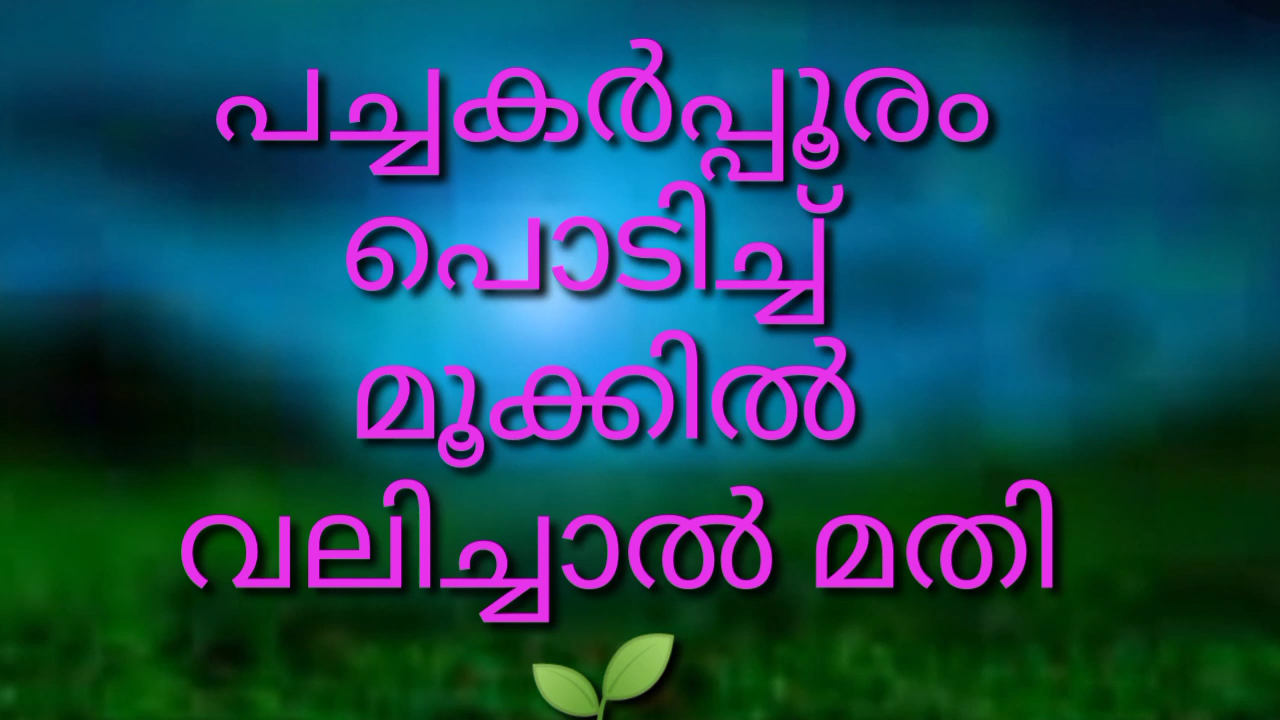 പച്ചകർപ്പൂരം
പൊടിച്ച്
മൂക്കിൽ
വലിച്ചാൽ മതി